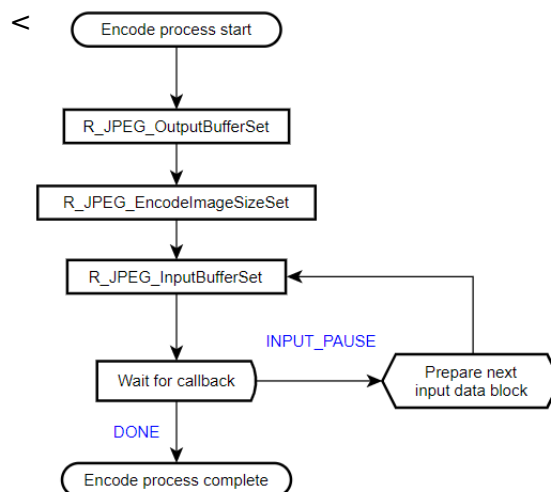 <
Encode process start
R_JPEG_OutputBufferSet
R_JPEG_EncodeImageSizeSet
R_JPEG_InputBufferSet
INPUT_PAUSE
Wait for callback
Prepare next
input data block
DONE
Encode process complete